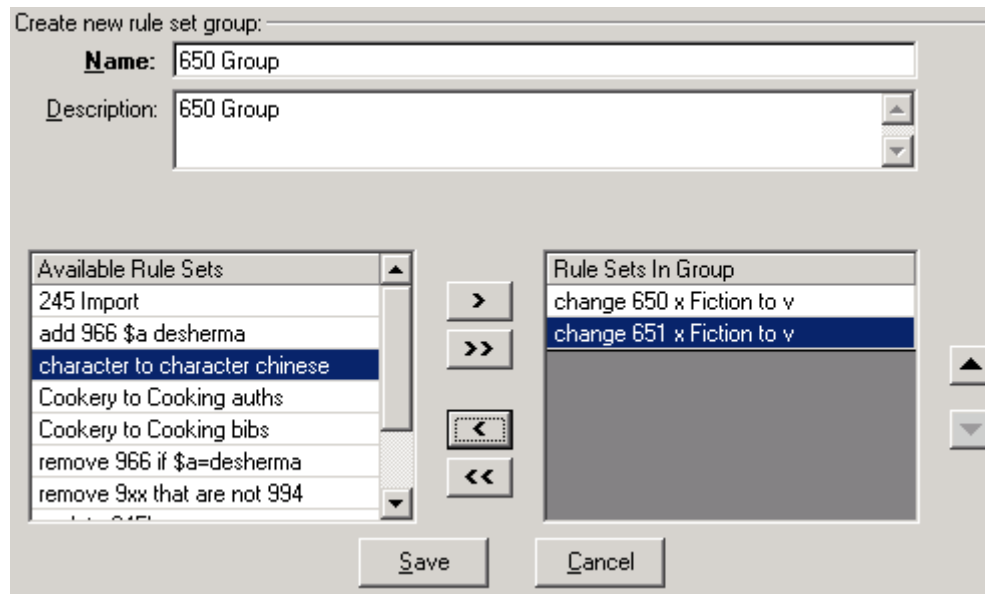 Create new rule set group:
Name: 650 Group
Description: 650 Group
Available Rule Sets
245 Import
add 966 $a desherma
character to character chinese
Cookery to Cooking auths
Cookery to Cooking bibs
remove 966 if $a=desherma
remove 9xx that are not 994
>
>>
<
<<
Rule Sets In Group
change 650 x Fiction to v
change 651 x Fiction to v
Save Cancel